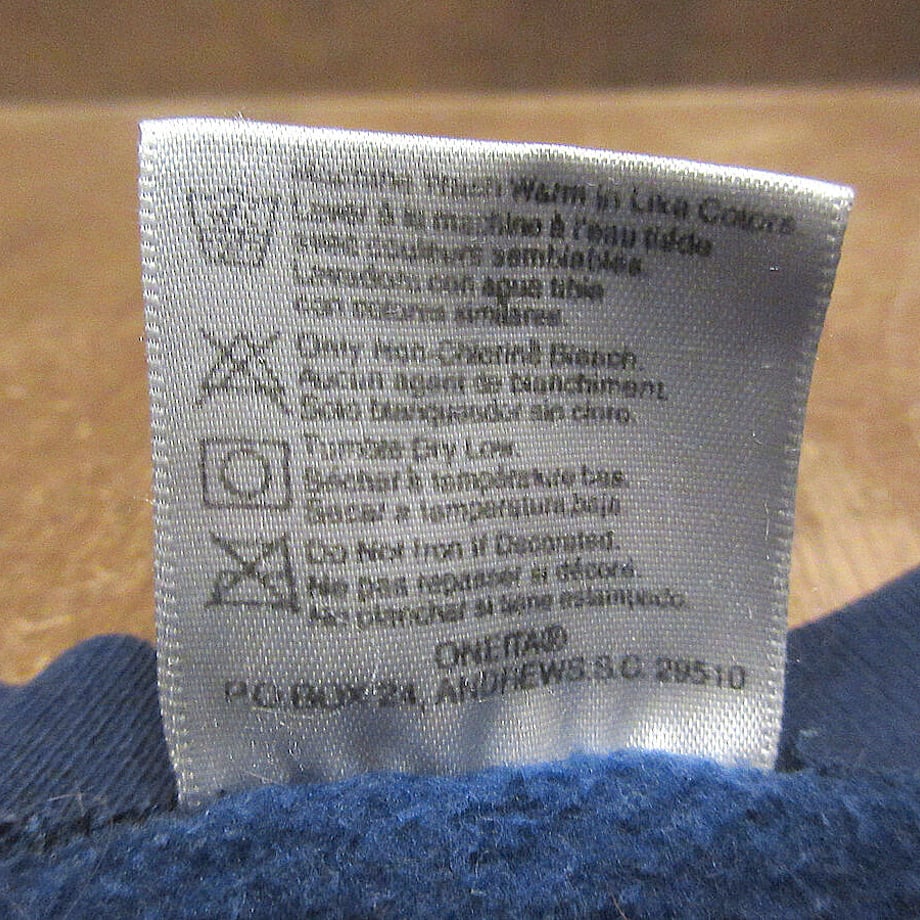 Machine Wash Warm in Like Colors
Laver à la machine à l'eau tiède
avec couleurs semblables.
con agua tibia
con colores similares.
Only Non-Chlorine Bleach.
Aucun agent de blanchiment.
Solo blanqueador sin cloro.
Tumble Dry Low.
Sécher à température bas.
Secar a temperatura baja
Do Not Iron if Decorated.
Ne pas repasser si décoré.
No planchar si tiene estampado.
ONEITA®
P.O. BOX 24, ANDREWS.S.C. 29510